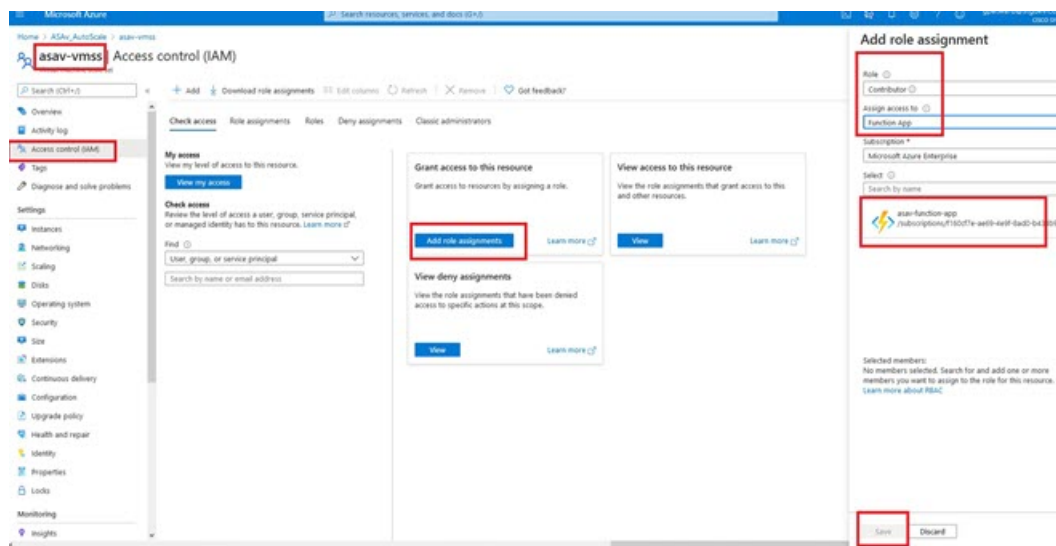 Microsoft Azure
Search resources, services, and docs (G+/)
Home > ASAv_AutoScale > asav-vmss
asav-vmss | Access control (IAM)
Search (Ctrl+/)
Overview
Activity log
Access control (IAM)
Tags
Diagnose and solve problems
Settings
Instances
Networking
Scaling
Disks
Operating system
Security
Size
Extensions
Continuous delivery
Configuration
Upgrade policy
Health and repair
Identity
Properties
Locks
Monitoring
Insights
+ Add Download role assignments Edit columns Refresh Remove Got feedback?
Check access Role assignments Roles Deny assignments Classic administrators
My access
View my level of access to this resource.
View my access
Check access
Review the level of access a user, group, service principal,
or managed identity has to this resource. Learn more
Find
User, group, or service principal
Search by name or email address
Grant access to this resource
Grant access to resources by assigning a role.
Add role assignments Learn more
View access to this resource
View the role assignments that grant access to this
and other resources.
View Learn more
View deny assignments
View the role assignments that have been denied
access to specific actions at this scope.
View Learn more
Add role assignment
Role
Contributor
Assign access to
Function App
Subscription *
Microsoft Azure Enterprise
Select
Search by name
asav-function-app
Selected members:
No members selected. Search for and add one or more
members you want to assign to the role for this resource.
Learn more about RBAC
Save Discard